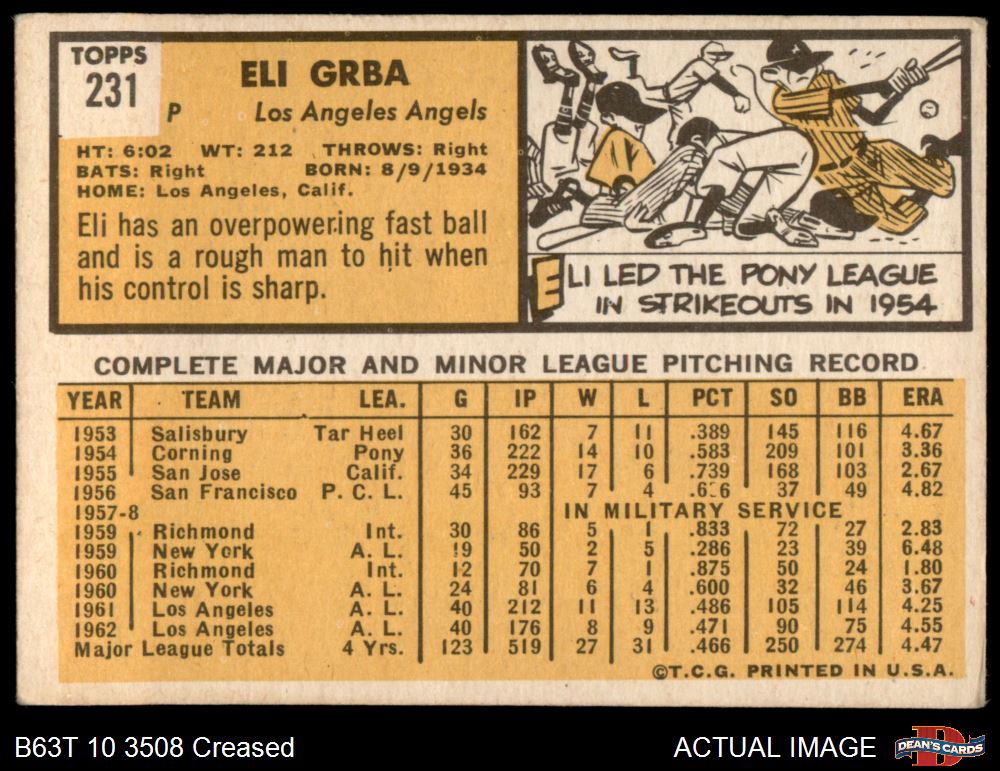 TOPPS
231
ELI GRBA
P Los Angeles Angels
HT: 6:02 WT: 212 THROWS: Right
BATS: Right BORN: 8/9/1934
HOME: Los Angeles, Calif.
Eli has an overpowering fast ball
and is a rough man to hit when
his control is sharp.
ELI LED THE PONY LEAGUE
IN STRIKEOUTS IN 1954
COMPLETE MAJOR AND MINOR LEAGUE PITCHING RECORD
YEAR TEAM LEA. G IP W L PCT SO BB ERA
1953 Salisbury Tar Heel 30 162 7 11 .389 145 116 4.67
1954 Corning Pony 36 222 14 10 .583 209 101 3.36
1955 San Jose Calif. 34 229 17 6 .739 168 103 2.67
1956 San Francisco P. C. L. 45 93 7 4 .636 37 49 4.82
1957-8 IN MILITARY SERVICE
1959 Richmond Int. 30 86 5 1 .833 72 27 2.83
1959 New York A. L. 19 50 2 5 .286 23 39 6.48
1960 Richmond Int. 12 70 7 1 .875 50 24 1.80
1960 New York A. L. 24 81 6 4 .600 32 46 3.67
1961 Los Angeles A. L. 40 212 11 13 .486 105 114 4.25
1962 Los Angeles A. L. 40 176 8 9 .471 90 75 4.55
Major League Totals 4 Yrs. 123 519 27 31 .466 250 274 4.47
©T.C.G. PRINTED IN U.S.A.
B63T 10 3508 Creased ACTUAL IMAGE DEAN'S CARDS